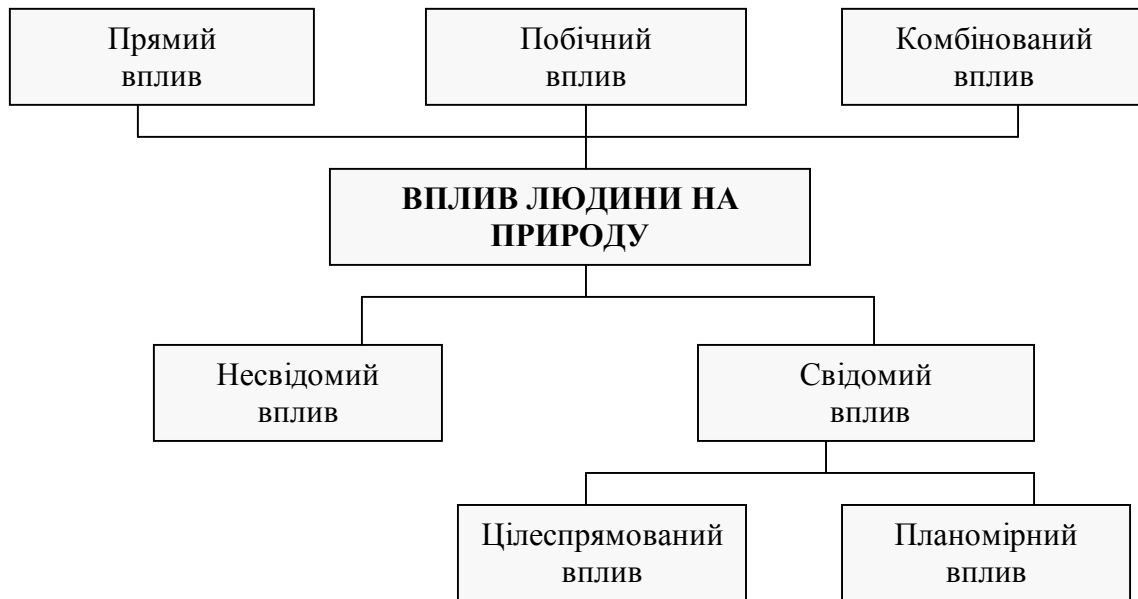 Прямий
вплив
Побічний
вплив
Комбінований
вплив
ВПЛИВ ЛЮДИНИ НА
ПРИРОДУ
Несвідомий
вплив
Свідомий
вплив
Цілеспрямований
вплив
Планомірний
вплив